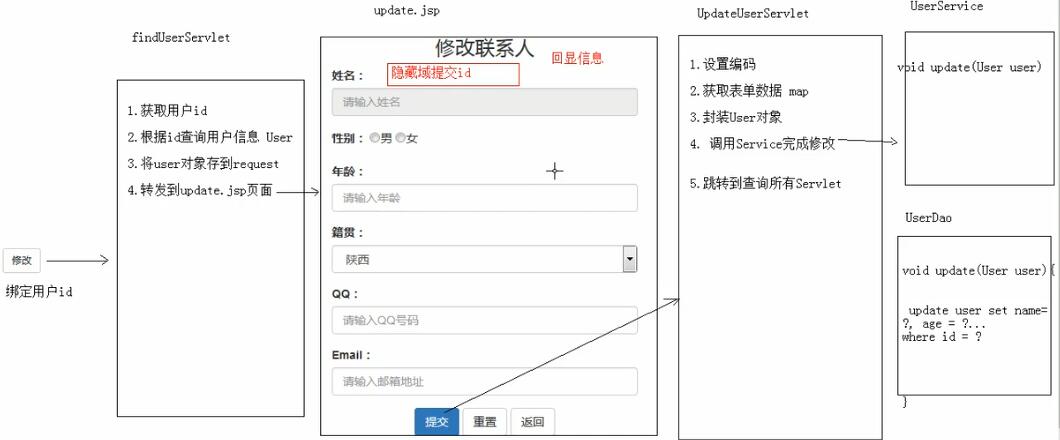 findUserServlet
1.获取用户id
2.根据id查询用户信息 User
3.将user对象存到request
4.转发到update.jsp页面
修改
绑定用户id
update.jsp
修改联系人
回显信息
姓名：
隐藏域提交id
请输入姓名
性别： 男 女
年龄：
请输入年龄
籍贯：
陕西
QQ：
请输入QQ号码
Email：
请输入邮箱地址
提交 重置 返回
UpdateUserServlet
1.设置编码
2.获取表单数据 map
3.封装User对象
4. 调用Service完成修改
5.跳转到查询所有Servlet
UserService
void update(User user)
UserDao
void update(User user){
update user set name=
?, age = ?...
where id = ?
}